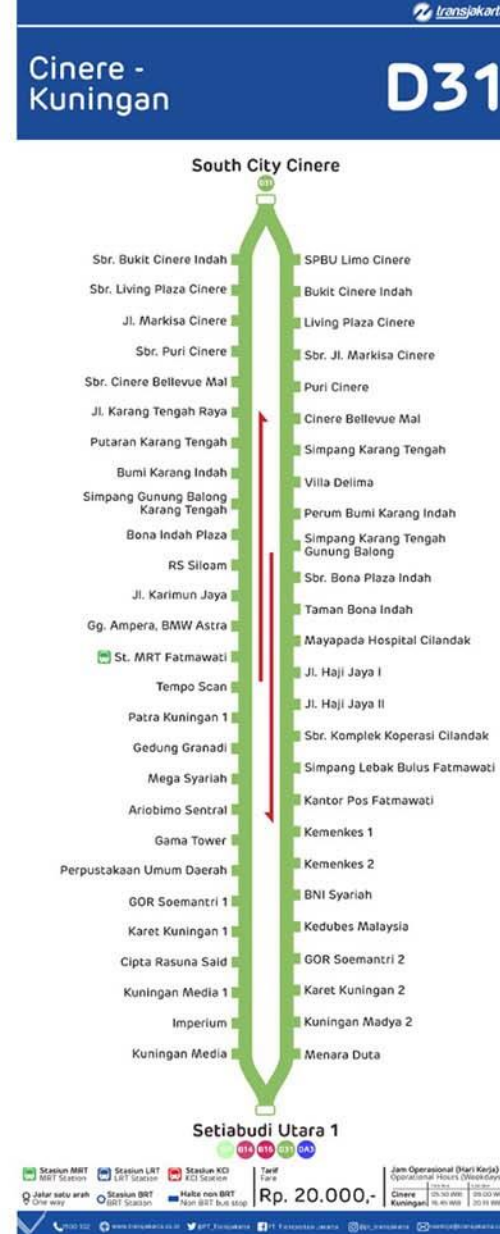 transjakarta
Cinere -
Kuningan
D31
South City Cinere
D31
Sbr. Bukit Cinere Indah
Sbr. Living Plaza Cinere
Jl. Markisa Cinere
Sbr. Puri Cinere
Sbr. Cinere Bellevue Mal
Jl. Karang Tengah Raya
Putaran Karang Tengah
Bumi Karang Indah
Simpang Gunung Balong
Karang Tengah
Bona Indah Plaza
RS Siloam
Jl. Karimun Jaya
Gg. Ampera, BMW Astra
St. MRT Fatmawati
Tempo Scan
Patra Kuningan 1
Gedung Granadi
Mega Syariah
Ariobimo Sentral
Gama Tower
Perpustakaan Umum Daerah
GOR Soemantri 1
Karet Kuningan 1
Cipta Rasuna Said
Kuningan Media 1
Imperium
Kuningan Media
SPBU Limo Cinere
Bukit Cinere Indah
Living Plaza Cinere
Sbr. Jl. Markisa Cinere
Puri Cinere
Cinere Bellevue Mal
Simpang Karang Tengah
Villa Delima
Perum Bumi Karang Indah
Simpang Karang Tengah
Gunung Balong
Sbr. Bona Plaza Indah
Taman Bona Indah
Mayapada Hospital Cilandak
Jl. Haji Jaya I
Jl. Haji Jaya II
Sbr. Komplek Koperasi Cilandak
Simpang Lebak Bulus Fatmawati
Kantor Pos Fatmawati
Kemenkes 1
Kemenkes 2
BNI Syariah
Kedubes Malaysia
GOR Soemantri 2
Karet Kuningan 2
Kuningan Madya 2
Menara Duta
Setiabudi Utara 1
B14 B16 D31 DA3
Stasiun MRT
MRT Station
Stasiun LRT
LRT Station
Stasiun KCI
KCI Station
Jalur satu arah
One way
Stasiun BRT
BRT Station
Halte non BRT
Non BRT bus stop
Tarif
Fare
Rp. 20.000,-
Jam Operasional (Hari Kerja)
Operational Hours (Weekdays)
Cinere 05.30 WIB
Kuningan
www.transjakarta.co.id